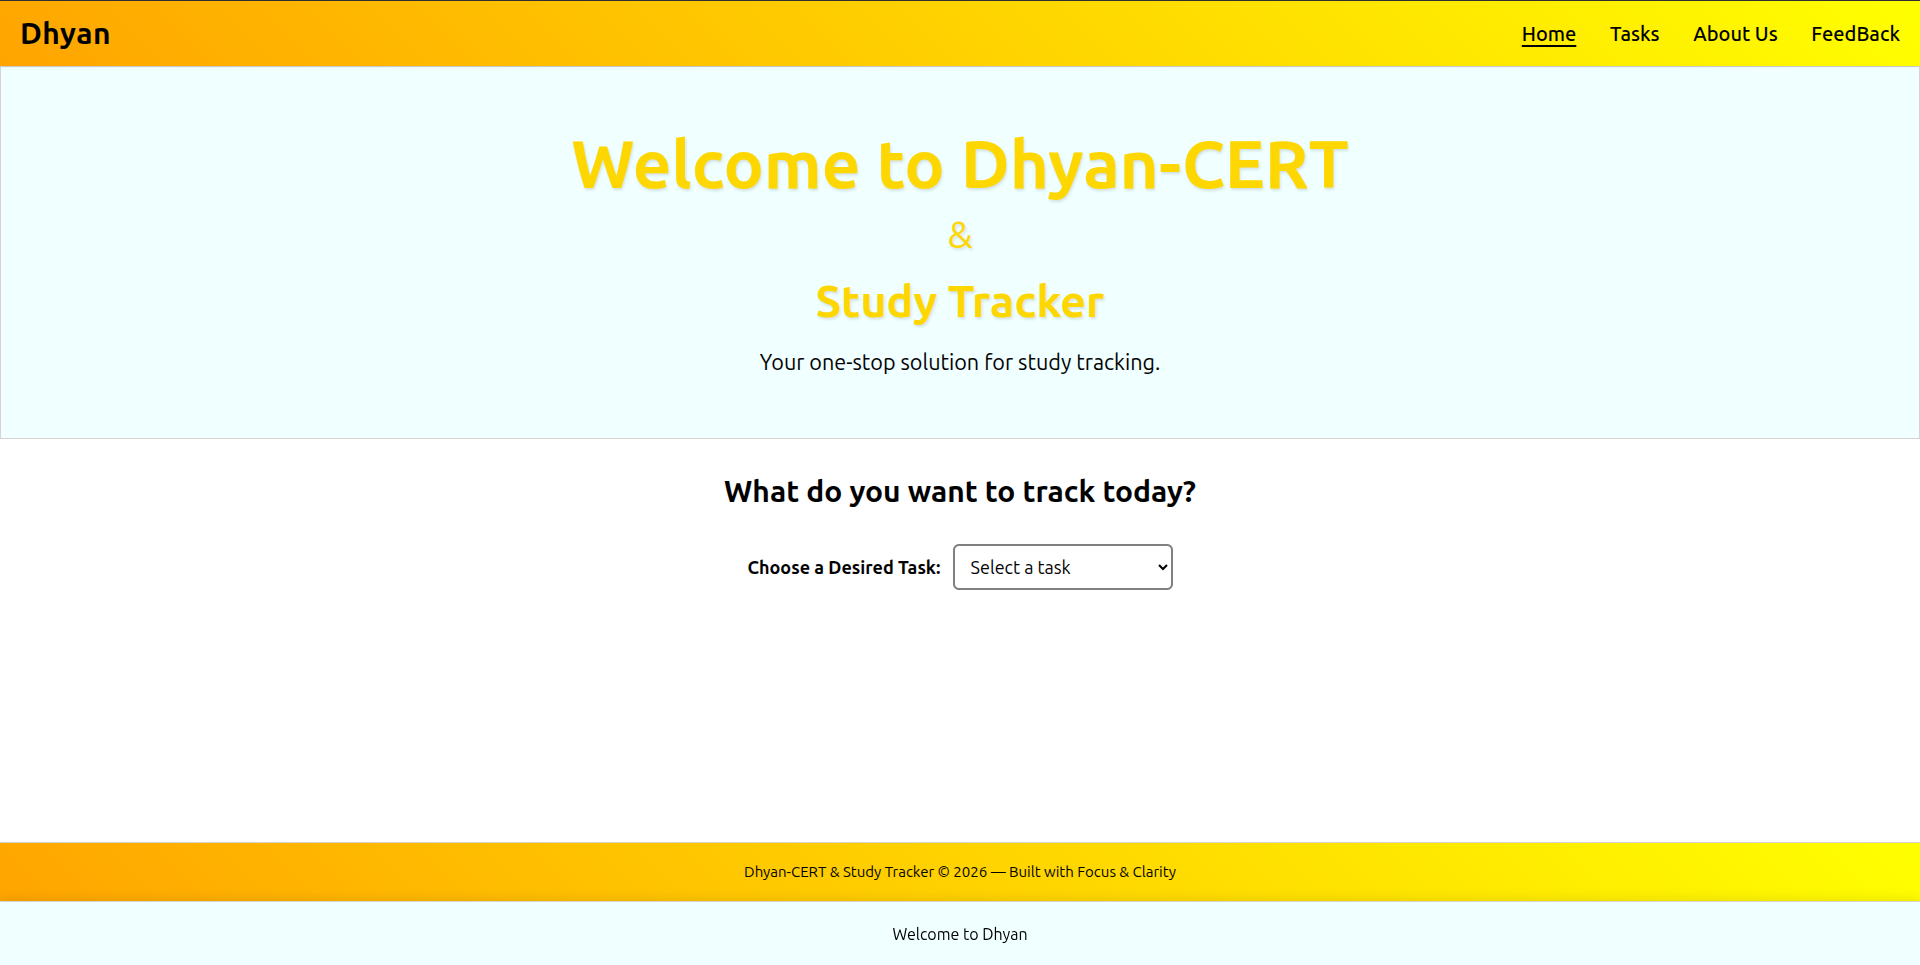 Dhyan
Home Tasks About Us FeedBack
Welcome to Dhyan-CERT
&
Study Tracker
Your one-stop solution for study tracking.
What do you want to track today?
Choose a Desired Task: Select a task
Dhyan-CERT & Study Tracker © 2026 — Built with Focus & Clarity
Welcome to Dhyan